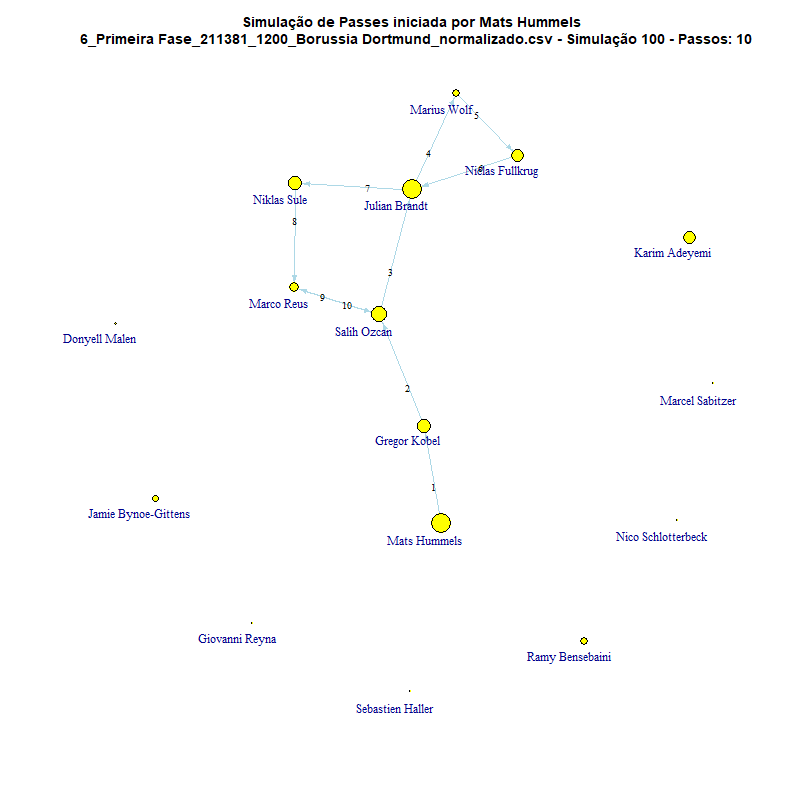 Simulação de Passes iniciada por Mats Hummels
6_Primeira Fase_211381_1200_Borussia Dortmund_normalizado.csv - Simulação 100 - Passos: 10
Marius Wolf
5
4
Niclas Fullkrug
6
Niklas Sule
7
Julian Brandt
8
Karim Adeyemi
3
Marco Reus
9
10
Salih Ozcan
Donyell Malen
2
Marcel Sabitzer
Gregor Kobel
1
Jamie Bynoe-Gittens
Mats Hummels
Nico Schlotterbeck
Giovanni Reyna
Ramy Bensebaini
Sebastien Haller